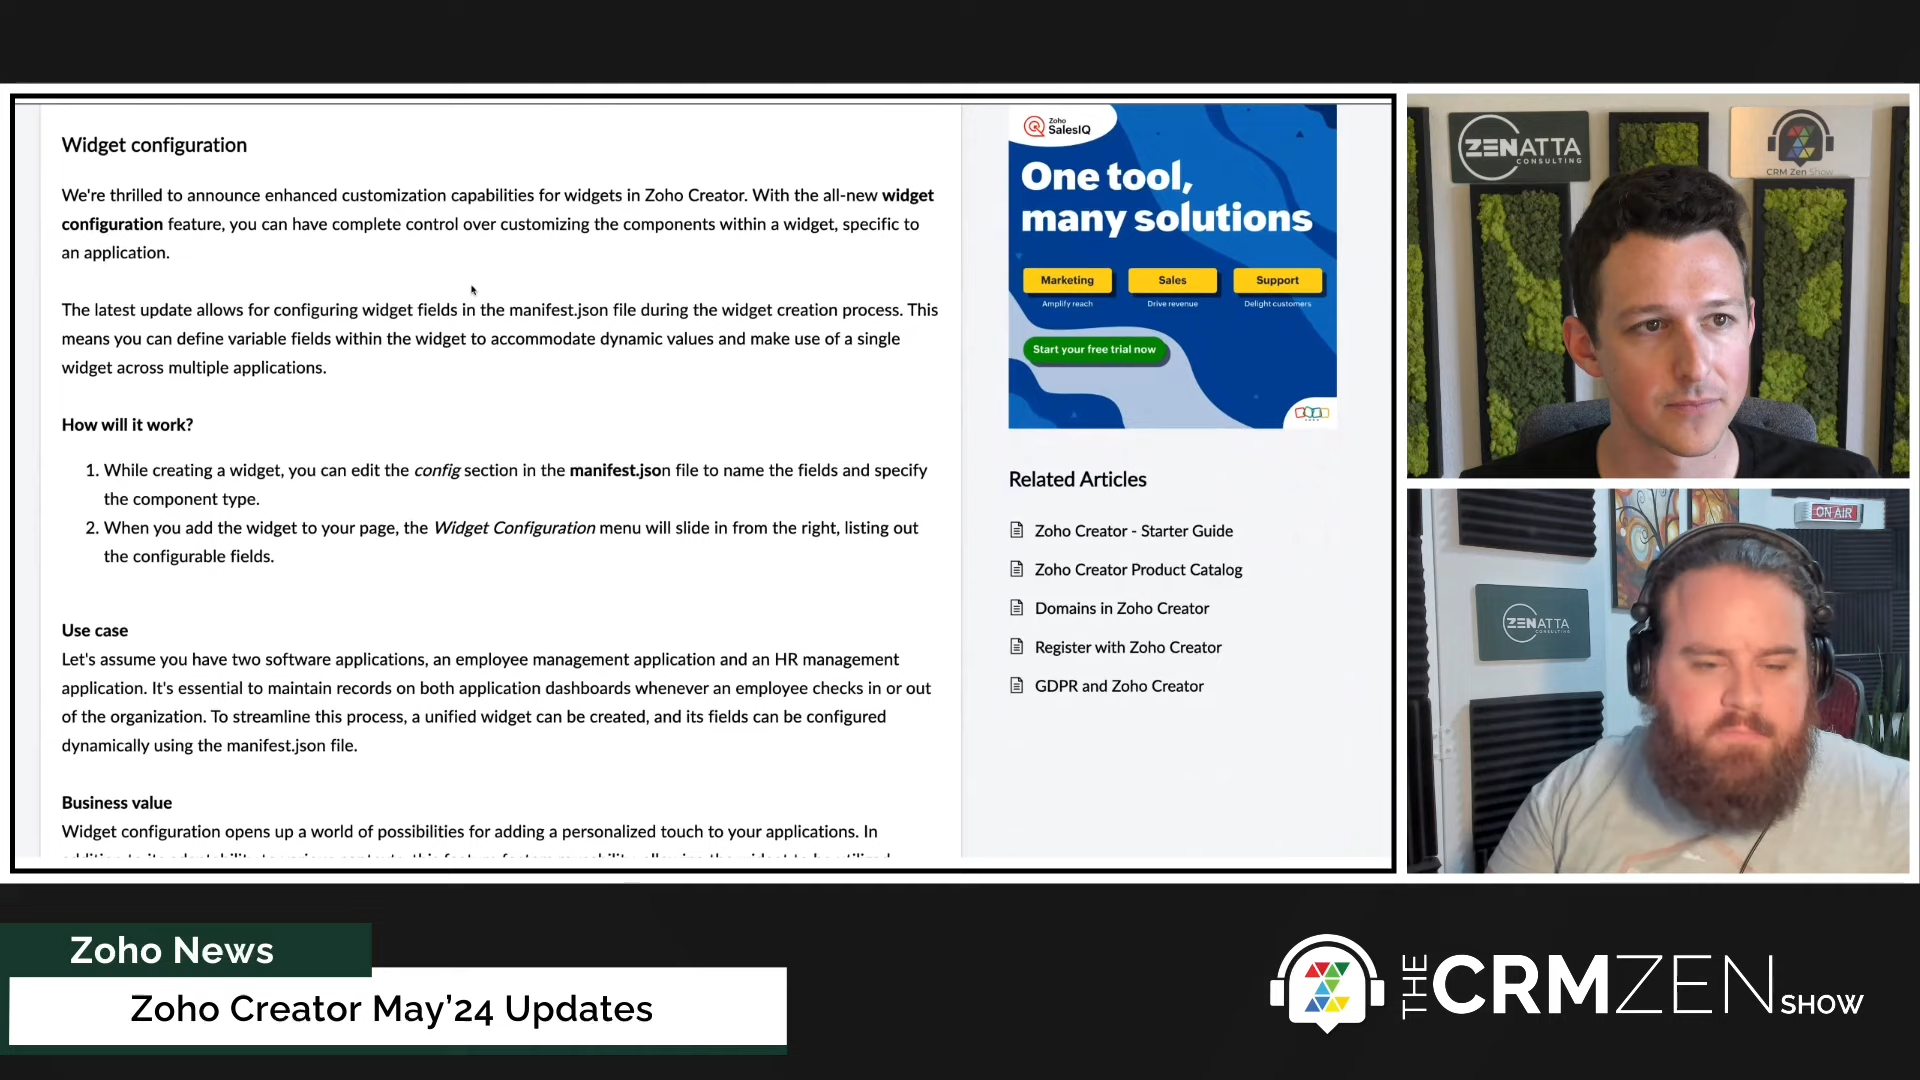 Widget configuration
We're thrilled to announce enhanced customization capabilities for widgets in Zoho Creator. With the all-new widget
configuration feature, you can have complete control over customizing the components within a widget, specific to
an application.
The latest update allows for configuring widget fields in the manifest.json file during the widget creation process. This
means you can define variable fields within the widget to accommodate dynamic values and make use of a single
widget across multiple applications.
How will it work?
1. While creating a widget, you can edit the config section in the manifest.json file to name the fields and specify
the component type.
2. When you add the widget to your page, the Widget Configuration menu will slide in from the right, listing out
the configurable fields.
Use case
Let's assume you have two software applications, an employee management application and an HR management
application. It's essential to maintain records on both application dashboards whenever an employee checks in or out
of the organization. To streamline this process, a unified widget can be created, and its fields can be configured
dynamically using the manifest.json file.
Business value
Widget configuration opens up a world of possibilities for adding a personalized touch to your applications. In
Zoho
SalesIQ
One tool,
many solutions
Marketing
Sales
Support
Amplify reach
Drive revenue
Delight customers
Start your free trial now
Related Articles
Zoho Creator - Starter Guide
Zoho Creator Product Catalog
Domains in Zoho Creator
Register with Zoho Creator
GDPR and Zoho Creator
ZENATTA
CONSULTING
CRM Zen Show
ON AIR
ZENATTA
CONSULTING
Zoho News
Zoho Creator May'24 Updates
THE CRMZEN SHOW